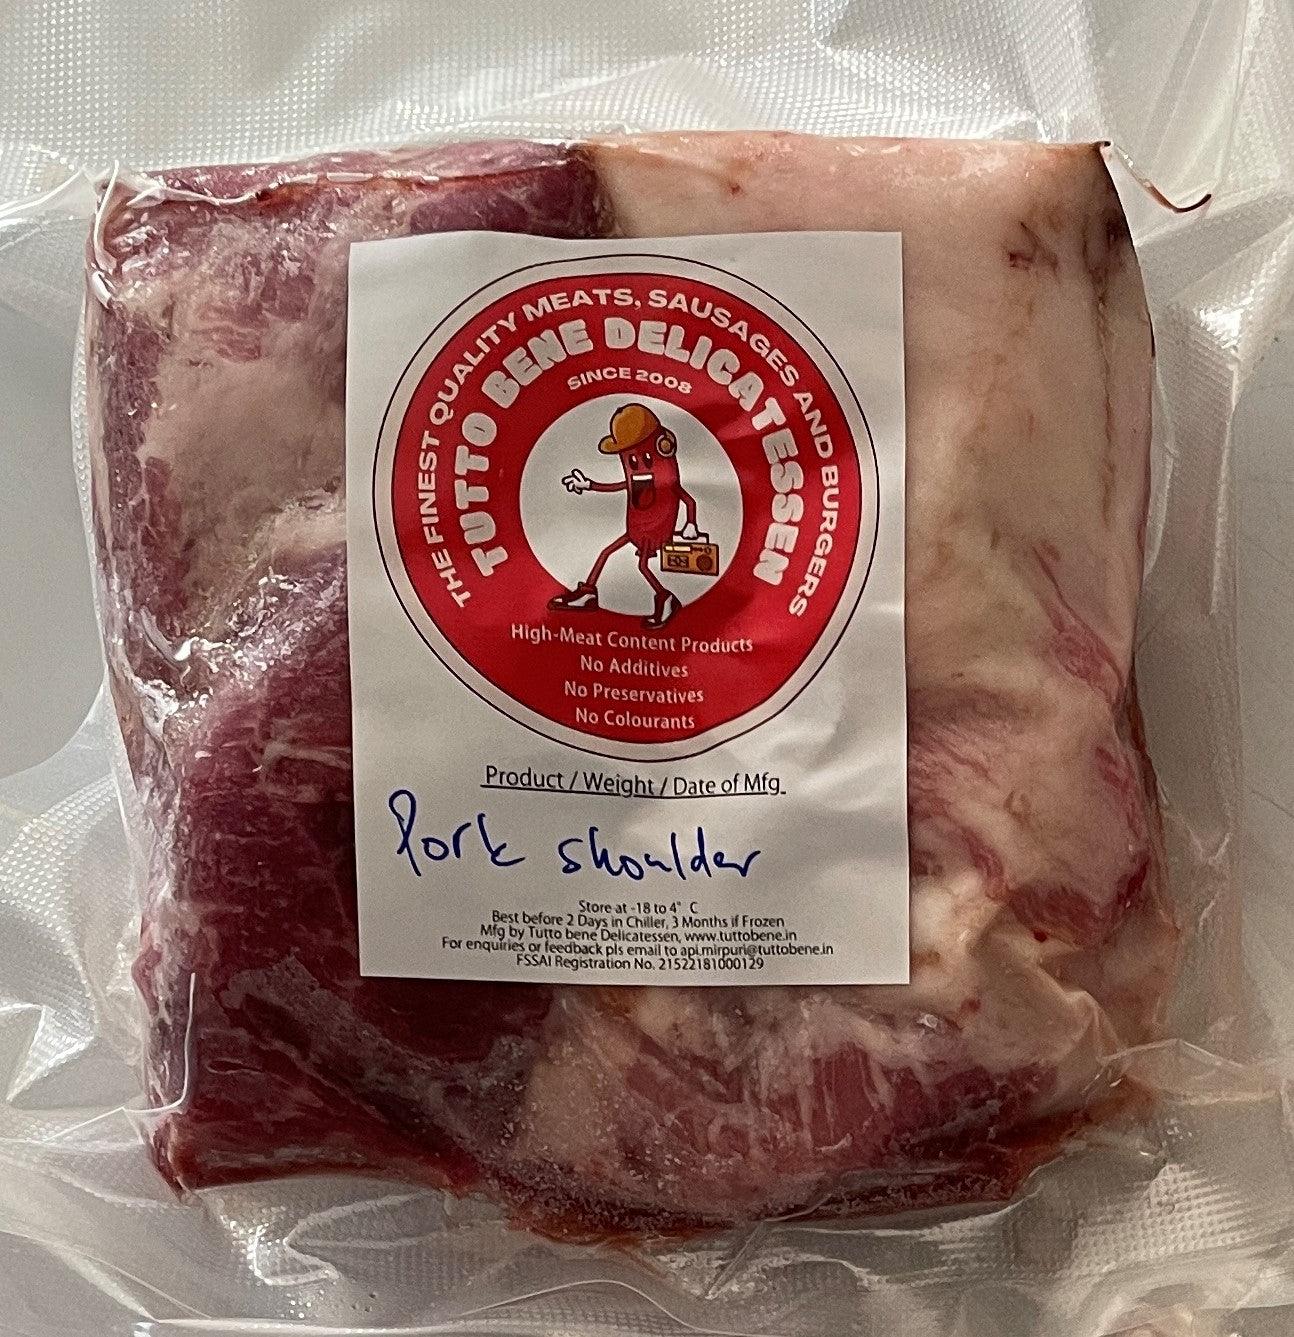 THE FINEST QUALITY MEATS, SAUSAGES AND BURGERS
TUTTO BENE DELICATESSEN
SINCE 2008
High-Meat Content Products
No Additives
No Preservatives
No Colourants
Product / Weight / Date of Mfg.
Pork shoulder
Store at -18 to 4° C
Best before 2 Days in Chiller, 3 Months if Frozen
Mfg by Tutto bene Delicatessen, www.tuttobene.in
For enquiries or feedback pls email to api.mirpuri@tuttobene.in
FSSAI Registration No. 21522181000129